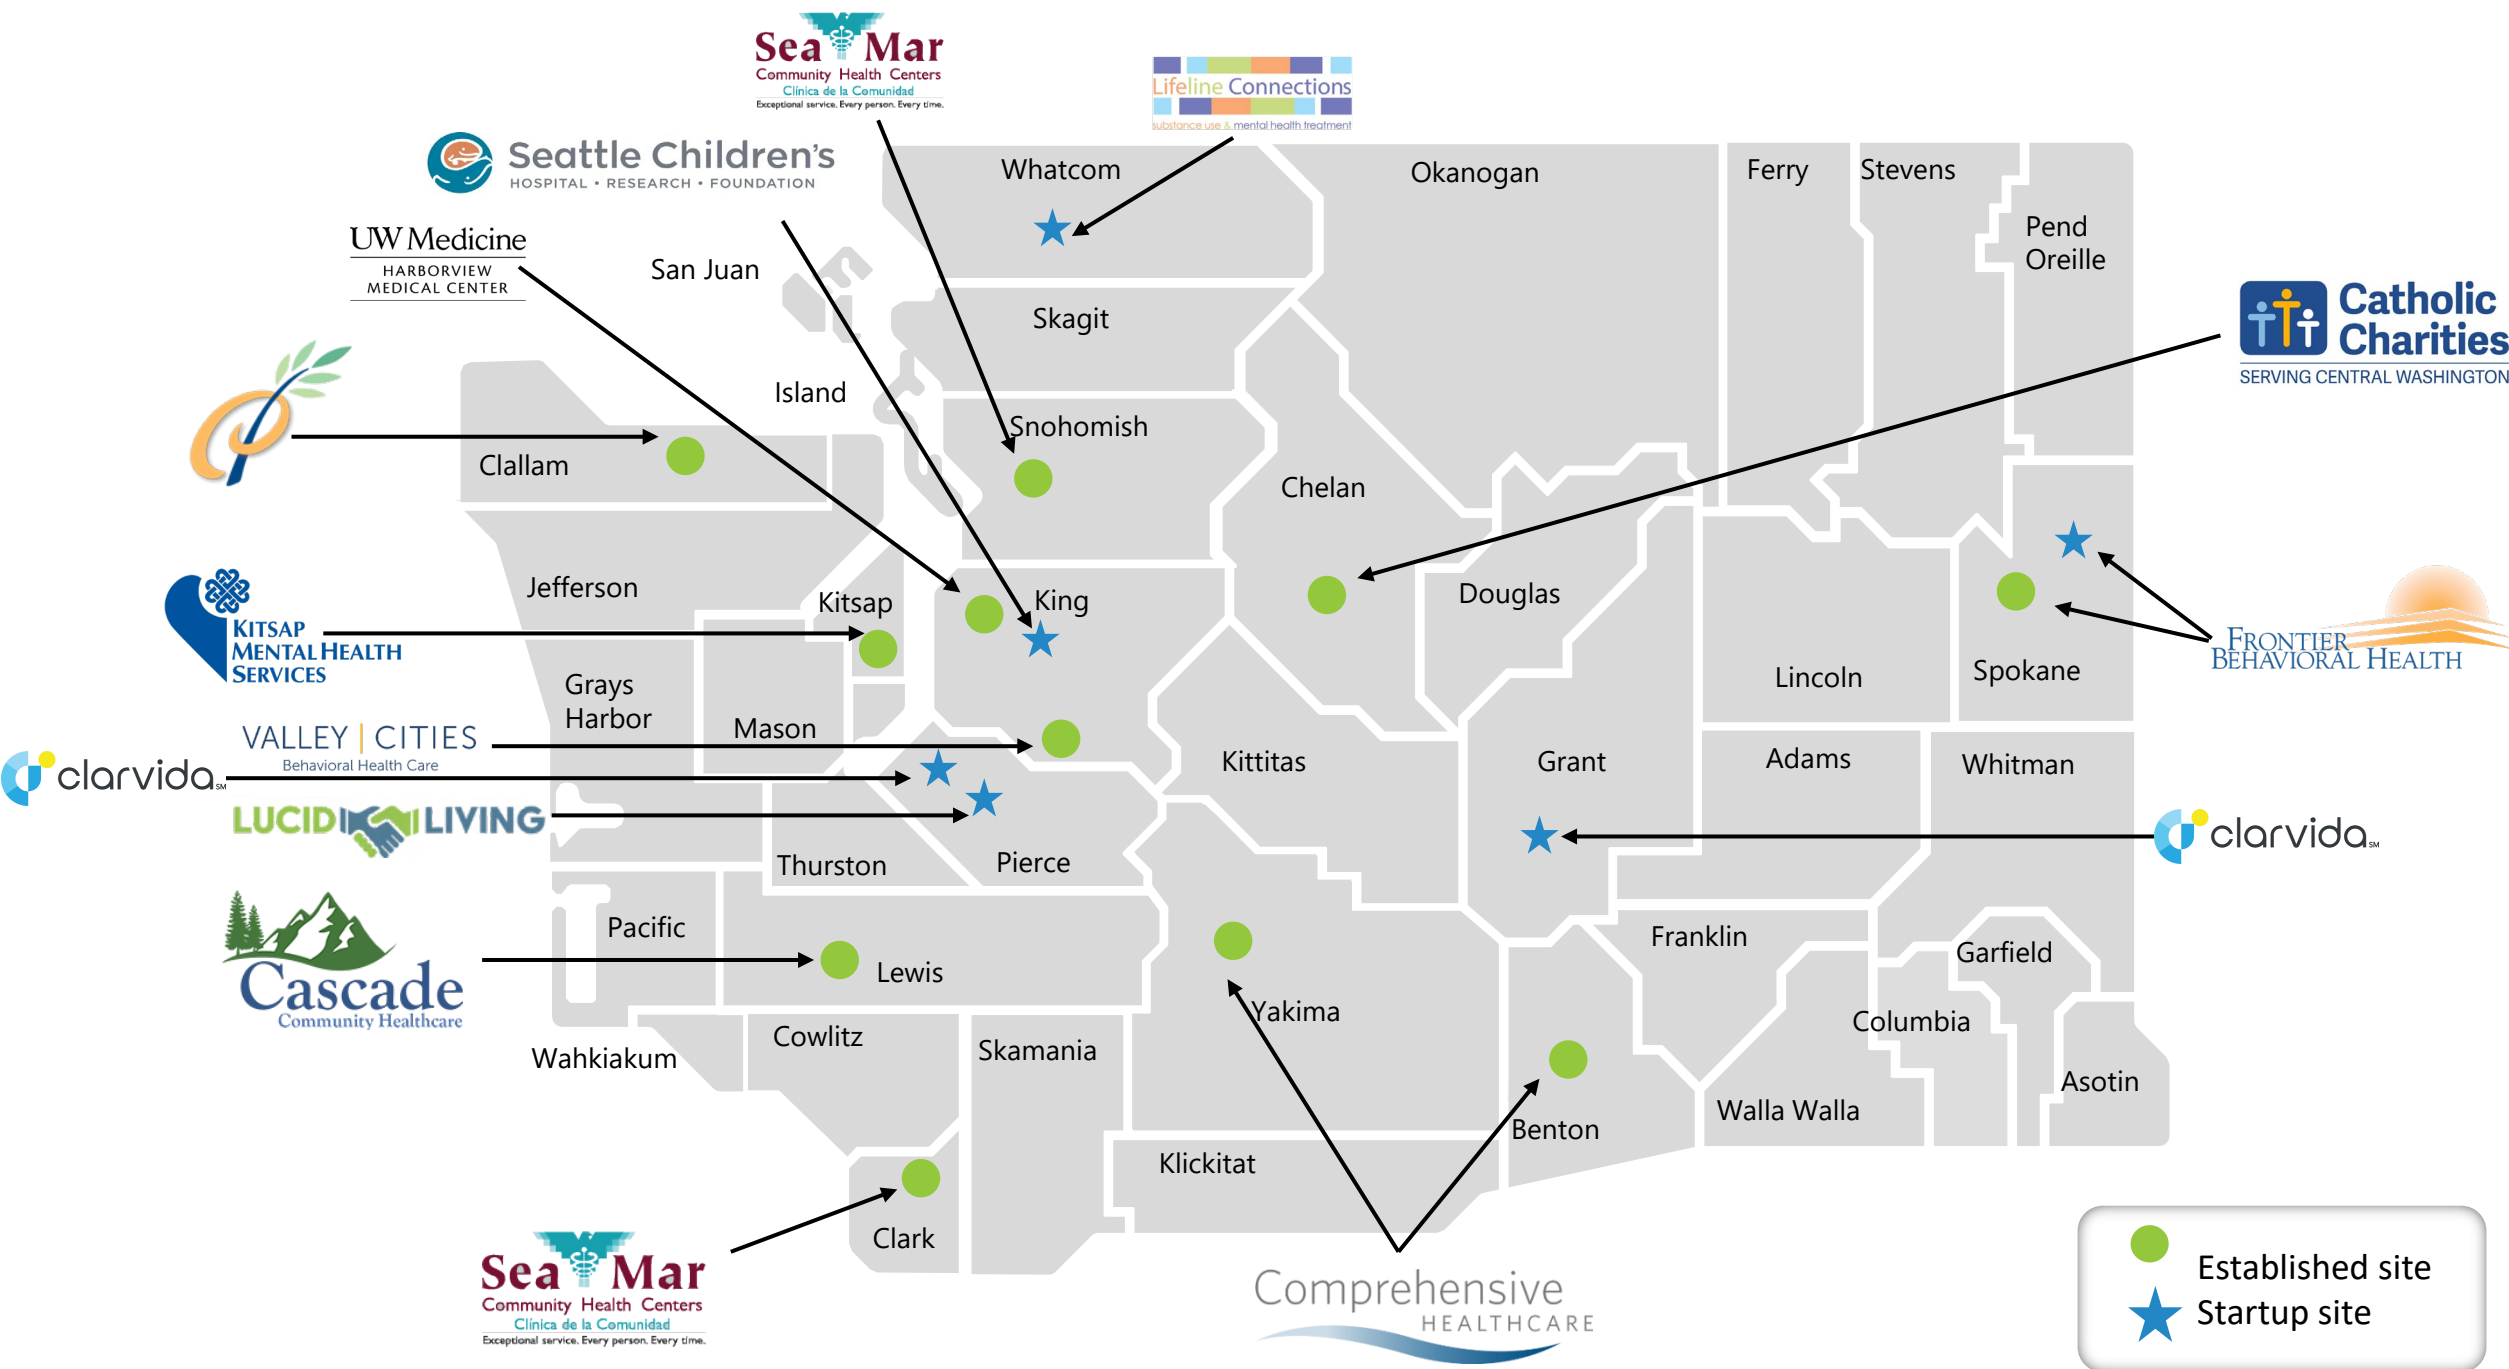 Sea Mar
Community Health Centers
Clínica de la Comunidad
Exceptional service. Every person. Every time.
Lifeline Connections
substance use & mental health treatment
Seattle Children's
HOSPITAL • RESEARCH • FOUNDATION
UW Medicine
HARBORVIEW
MEDICAL CENTER
Whatcom
Okanogan
Ferry
Stevens
Pend
Oreille
San Juan
Skagit
Island
Catholic
Charities
SERVING CENTRAL WASHINGTON
Snohomish
Clallam
Chelan
Jefferson
Kitsap
King
Douglas
KITSAP
MENTAL HEALTH
SERVICES
FRONTIER
BEHAVIORAL HEALTH
Lincoln
Spokane
Grays
Harbor
Mason
VALLEY | CITIES
Behavioral Health Care
clarvida SM
LUCID LIVING
Kittitas
Grant
Adams
Whitman
clarvida SM
Thurston
Pierce
Cascade
Community Healthcare
Pacific
Lewis
Franklin
Garfield
Yakima
Columbia
Wahkiakum
Cowlitz
Skamania
Asotin
Benton
Walla Walla
Klickitat
Clark
Sea Mar
Community Health Centers
Clínica de la Comunidad
Exceptional service. Every person. Every time.
Comprehensive
HEALTHCARE
Established site
Startup site